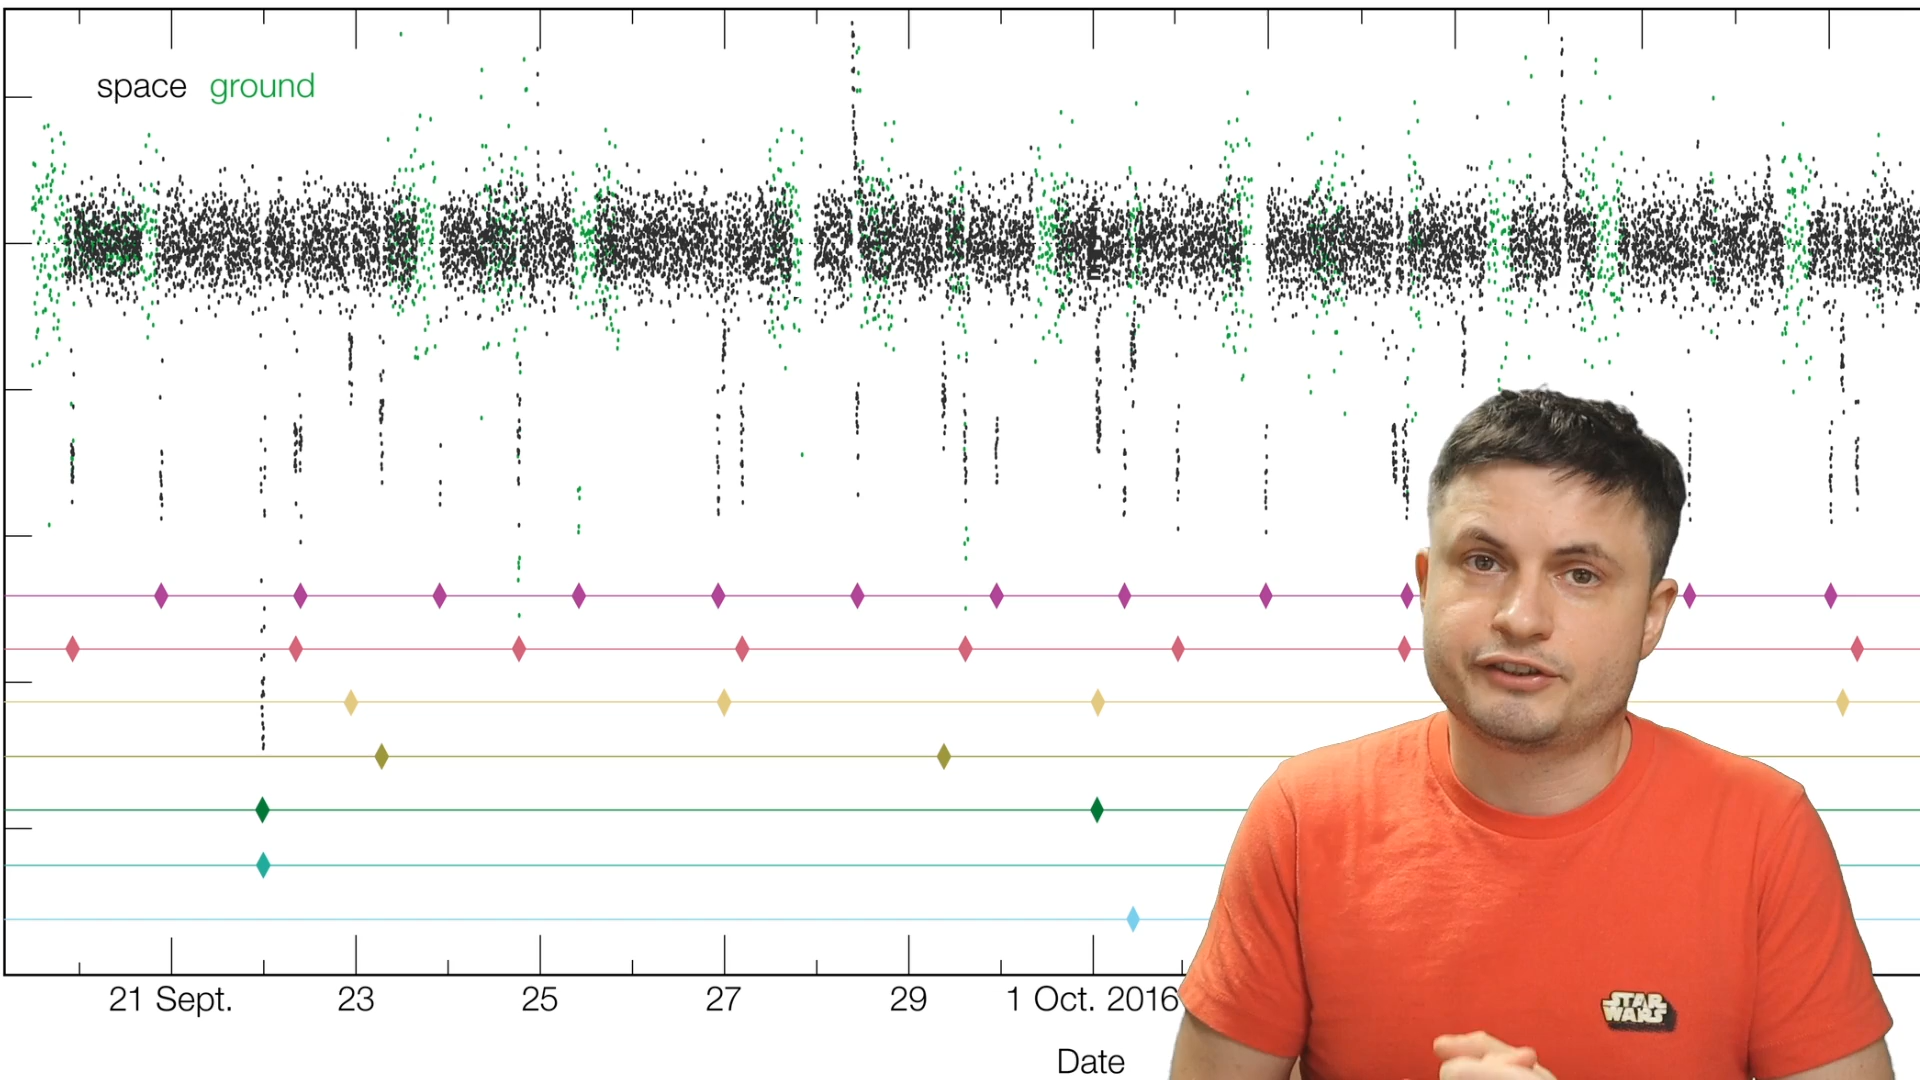 space ground
21 Sept. 23 25 27 29 1 Oct. 2016
Date
STAR
WARS